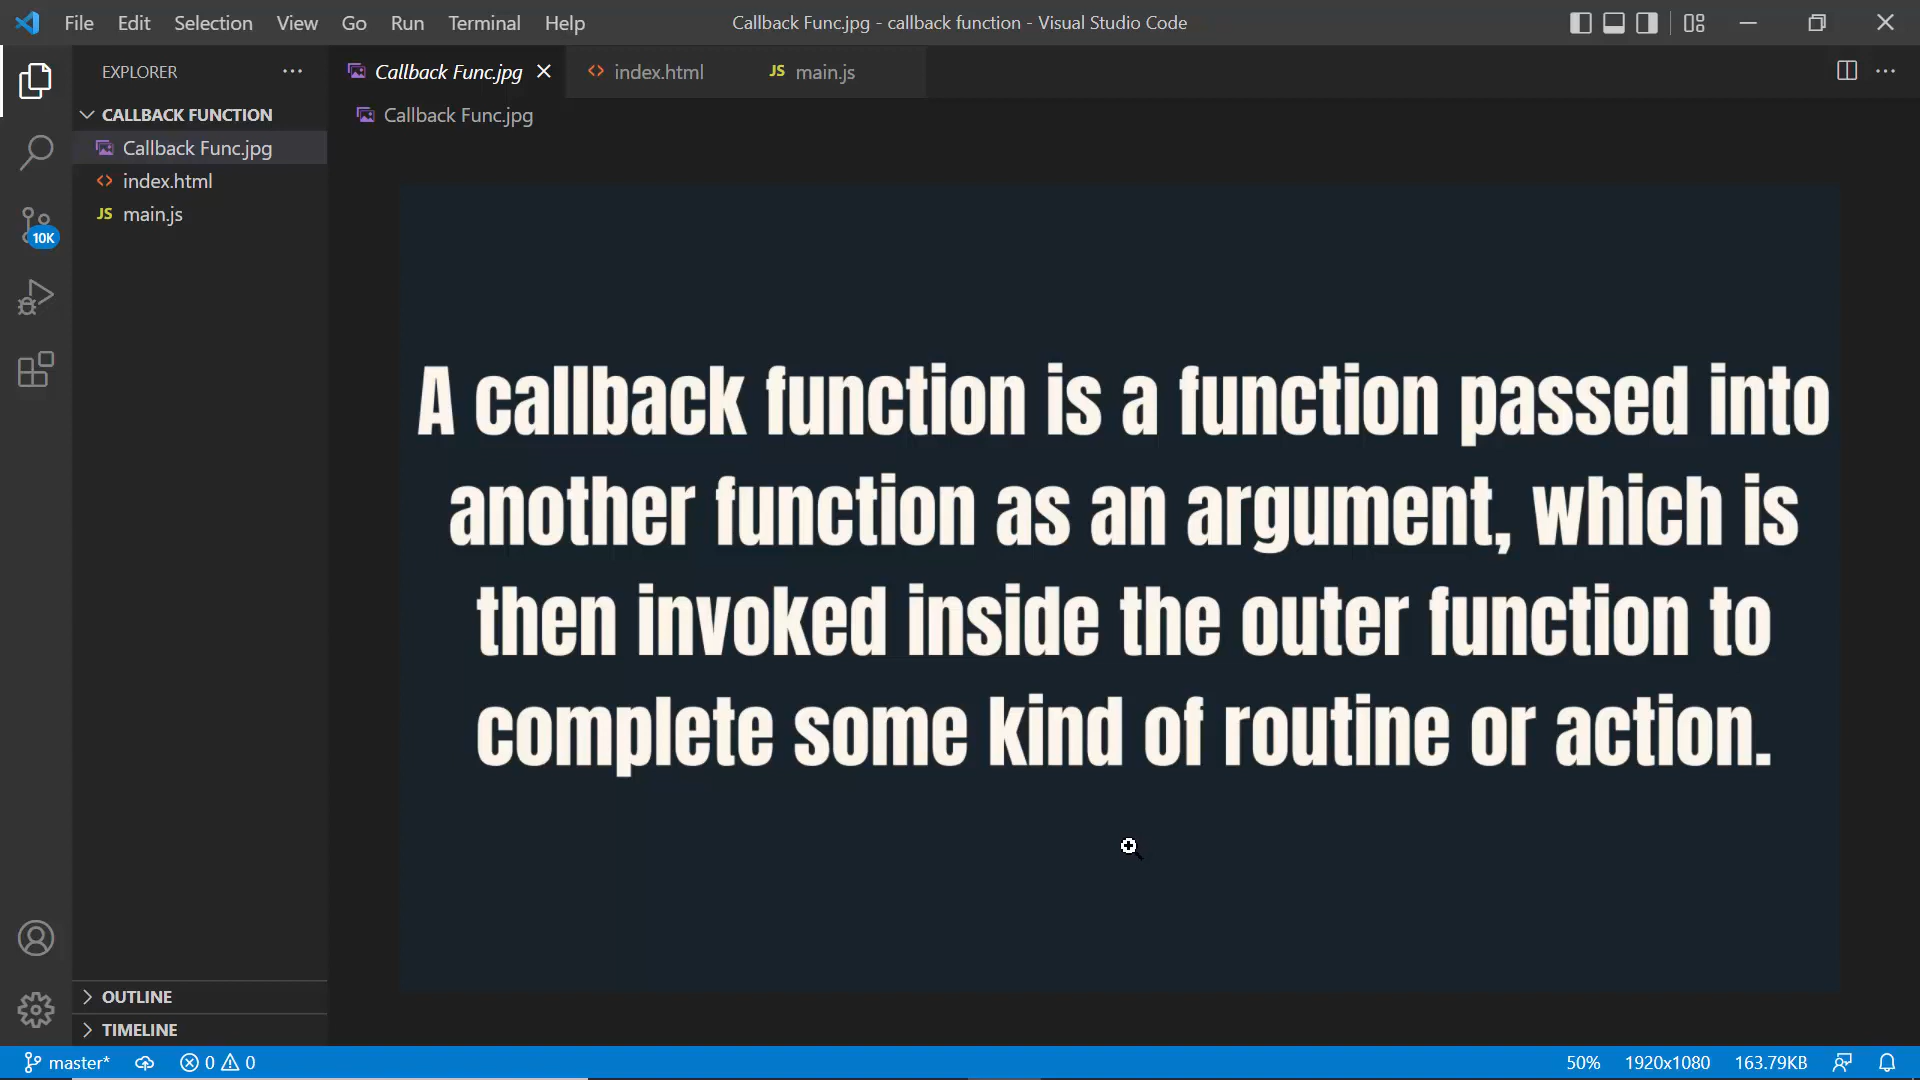 File Edit Selection View Go Run Terminal Help
Callback Func.jpg - callback function - Visual Studio Code
EXPLORER
Callback Func.jpg
index.html
JS main.js
CALLBACK FUNCTION
Callback Func.jpg
Callback Func.jpg
index.html
JS main.js
10K
A callback function is a function passed into
another function as an argument, which is
then invoked inside the outer function to
complete some kind of routine or action.
OUTLINE
TIMELINE
master* 0 0
50% 1920x1080 163.79KB